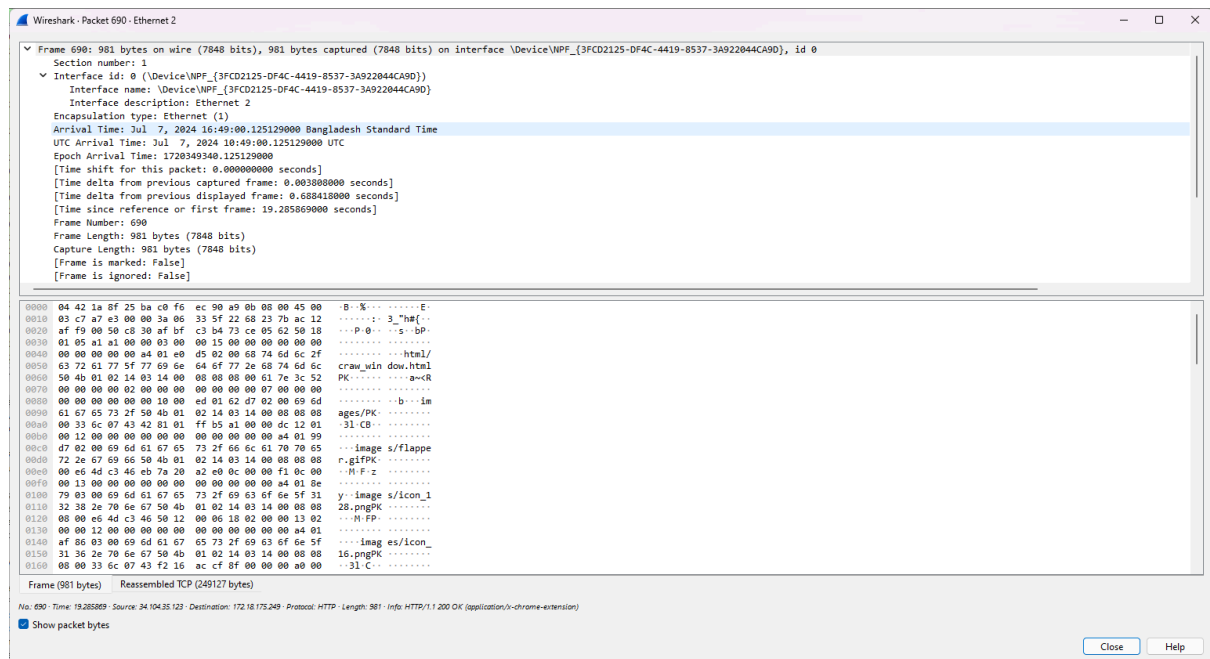 Wireshark · Packet 690 · Ethernet 2
Frame 690: 981 bytes on wire (7848 bits), 981 bytes captured (7848 bits) on interface \Device\NPF_{3FCD2125-DF4C-4419-8537-3A922044CA9D}, id 0
Section number: 1
Interface id: 0 (\Device\NPF_{3FCD2125-DF4C-4419-8537-3A922044CA9D})
Interface name: \Device\NPF_{3FCD2125-DF4C-4419-8537-3A922044CA9D}
Interface description: Ethernet 2
Encapsulation type: Ethernet (1)
Arrival Time: Jul  7, 2024 16:49:00.125129000 Bangladesh Standard Time
UTC Arrival Time: Jul  7, 2024 10:49:00.125129000 UTC
Epoch Arrival Time: 1720349340.125129000
[Time shift for this packet: 0.000000000 seconds]
[Time delta from previous captured frame: 0.003808000 seconds]
[Time delta from previous displayed frame: 0.688418000 seconds]
[Time since reference or first frame: 19.285869000 seconds]
Frame Number: 690
Frame Length: 981 bytes (7848 bits)
Capture Length: 981 bytes (7848 bits)
[Frame is marked: False]
[Frame is ignored: False]
0000 04 42 1a 8f 25 ba c0 f6 ec 90 a9 0b 08 00 45 00 ·B··%··· ······E·
0010 03 c7 a7 e3 00 00 3a 06 33 5f 22 68 23 7b ac 12 ······:· 3_"h#{··
0020 af f9 00 50 c8 30 af bf c3 b4 73 ce 05 62 50 18 ···P·0·· ··s··bP·
0030 01 05 a1 a1 00 00 03 00 00 15 00 00 00 00 00 00 ········ ········
0040 00 00 00 00 00 a4 01 e0 d5 02 00 68 74 6d 6c 2f ········ ···html/
0050 63 72 61 77 5f 77 69 6e 64 6f 77 2e 68 74 6d 6c craw_win dow.html
0060 50 4b 01 02 14 03 14 00 08 08 08 00 61 7e 3c 52 PK······ ····a~<R
0070 00 00 00 00 02 00 00 00 00 00 00 00 07 00 00 00 ········ ········
0080 00 00 00 00 00 10 00 00 ed 01 62 d7 02 00 69 6d ········ ··b···im
0090 61 67 65 73 2f 50 4b 01 02 14 03 14 00 08 08 08 ages/PK· ········
00a0 00 33 6c 07 43 42 81 01 ff b5 a1 00 00 dc 12 01 ·3l·CB·· ········
00b0 00 12 00 00 00 00 00 00 00 00 00 00 00 a4 01 99 ········ ········
00c0 d7 02 00 69 6d 61 67 65 73 2f 66 6c 61 70 70 65 ···image s/flappe
00d0 72 2e 67 69 66 50 4b 01 02 14 03 14 00 08 08 08 r.gifPK· ········
00e0 00 e6 4d c3 46 eb 7a 20 a2 e0 0c 00 00 f1 0c 00 ··M·F·z  ········
00f0 00 13 00 00 00 00 00 00 00 00 00 00 00 a4 01 8e ········ ········
0100 79 03 00 69 6d 61 67 65 73 2f 69 63 6f 6e 5f 31 y··image s/icon_1
0110 32 38 2e 70 6e 67 50 4b 01 02 14 03 14 00 08 08 28.pngPK ········
0120 08 00 e6 4d c3 46 50 12 00 06 18 02 00 00 13 02 ···M·FP· ········
0130 00 00 12 00 00 00 00 00 00 00 00 00 00 00 a4 01 ········ ········
0140 af 86 03 00 69 6d 61 67 65 73 2f 69 63 6f 6e 5f ····imag es/icon_
0150 31 36 2e 70 6e 67 50 4b 01 02 14 03 14 00 08 08 16.pngPK ········
0160 08 00 33 6c 07 43 f2 16 ac cf 8f 00 00 00 a0 00 ··3l·C·· ········
Frame (981 bytes) Reassembled TCP (249127 bytes)
No.: 690 · Time: 19.285869 · Source: 34.104.35.123 · Destination: 172.18.175.249 · Protocol: HTTP · Length: 981 · Info: HTTP/1.1 200 OK (application/x-chrome-extension)
Show packet bytes
Close Help